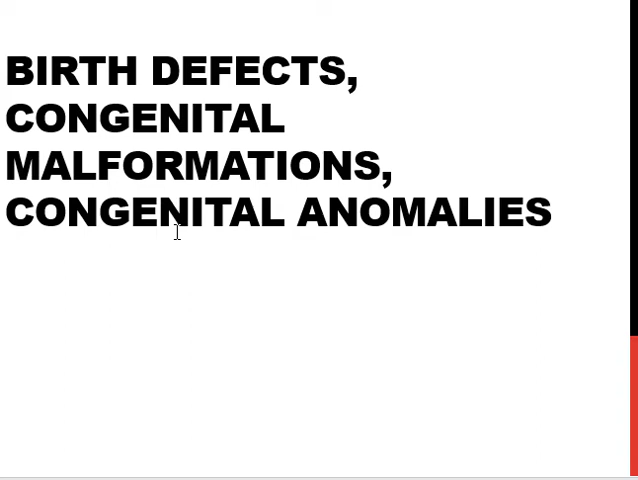 BIRTH DEFECTS,
CONGENITAL
MALFORMATIONS,
CONGENITAL ANOMALIES